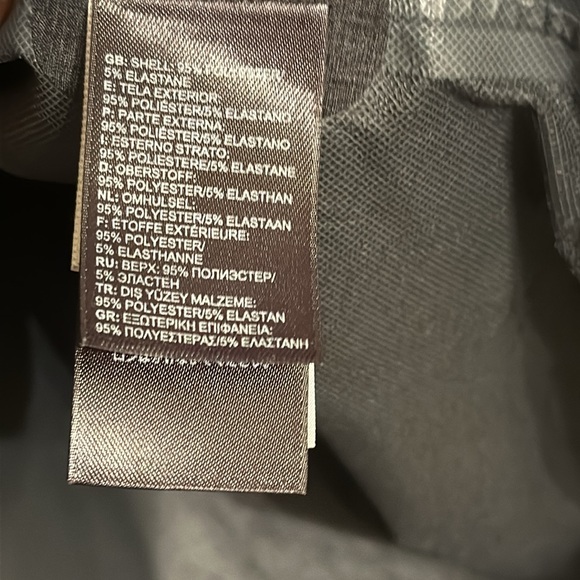 GB: SHELL: 95% POLYESTER/
5% ELASTANE
E: TELA EXTERIOR:
95% POLIÉSTER/5% ELASTANO
P: PARTE EXTERNA:
95% POLIÉSTER/5% ELASTANO
I: ESTERNO STRATO:
95% POLIESTERE/5% ELASTANE
D: OBERSTOFF:
95% POLYESTER/5% ELASTHAN
NL: OMHULSEL:
95% POLYESTER/5% ELASTAAN
F: ÉTOFFE EXTÉRIEURE:
95% POLYESTER/
5% ELASTHANNE
RU: ВЕРХ: 95% ПОЛИЭСТЕР/
5% ЭЛАСТЕН
TR: DIŞ YÜZEY MALZEME:
95% POLYESTER/5% ELASTAN
GR: ΕΞΩΤΕΡΙΚΗ ΕΠΙΦΑΝΕΙΑ:
95% ΠΟΛΥΕΣΤΕΡΑΣ/5% ΕΛΑΣΤΑΝΗ